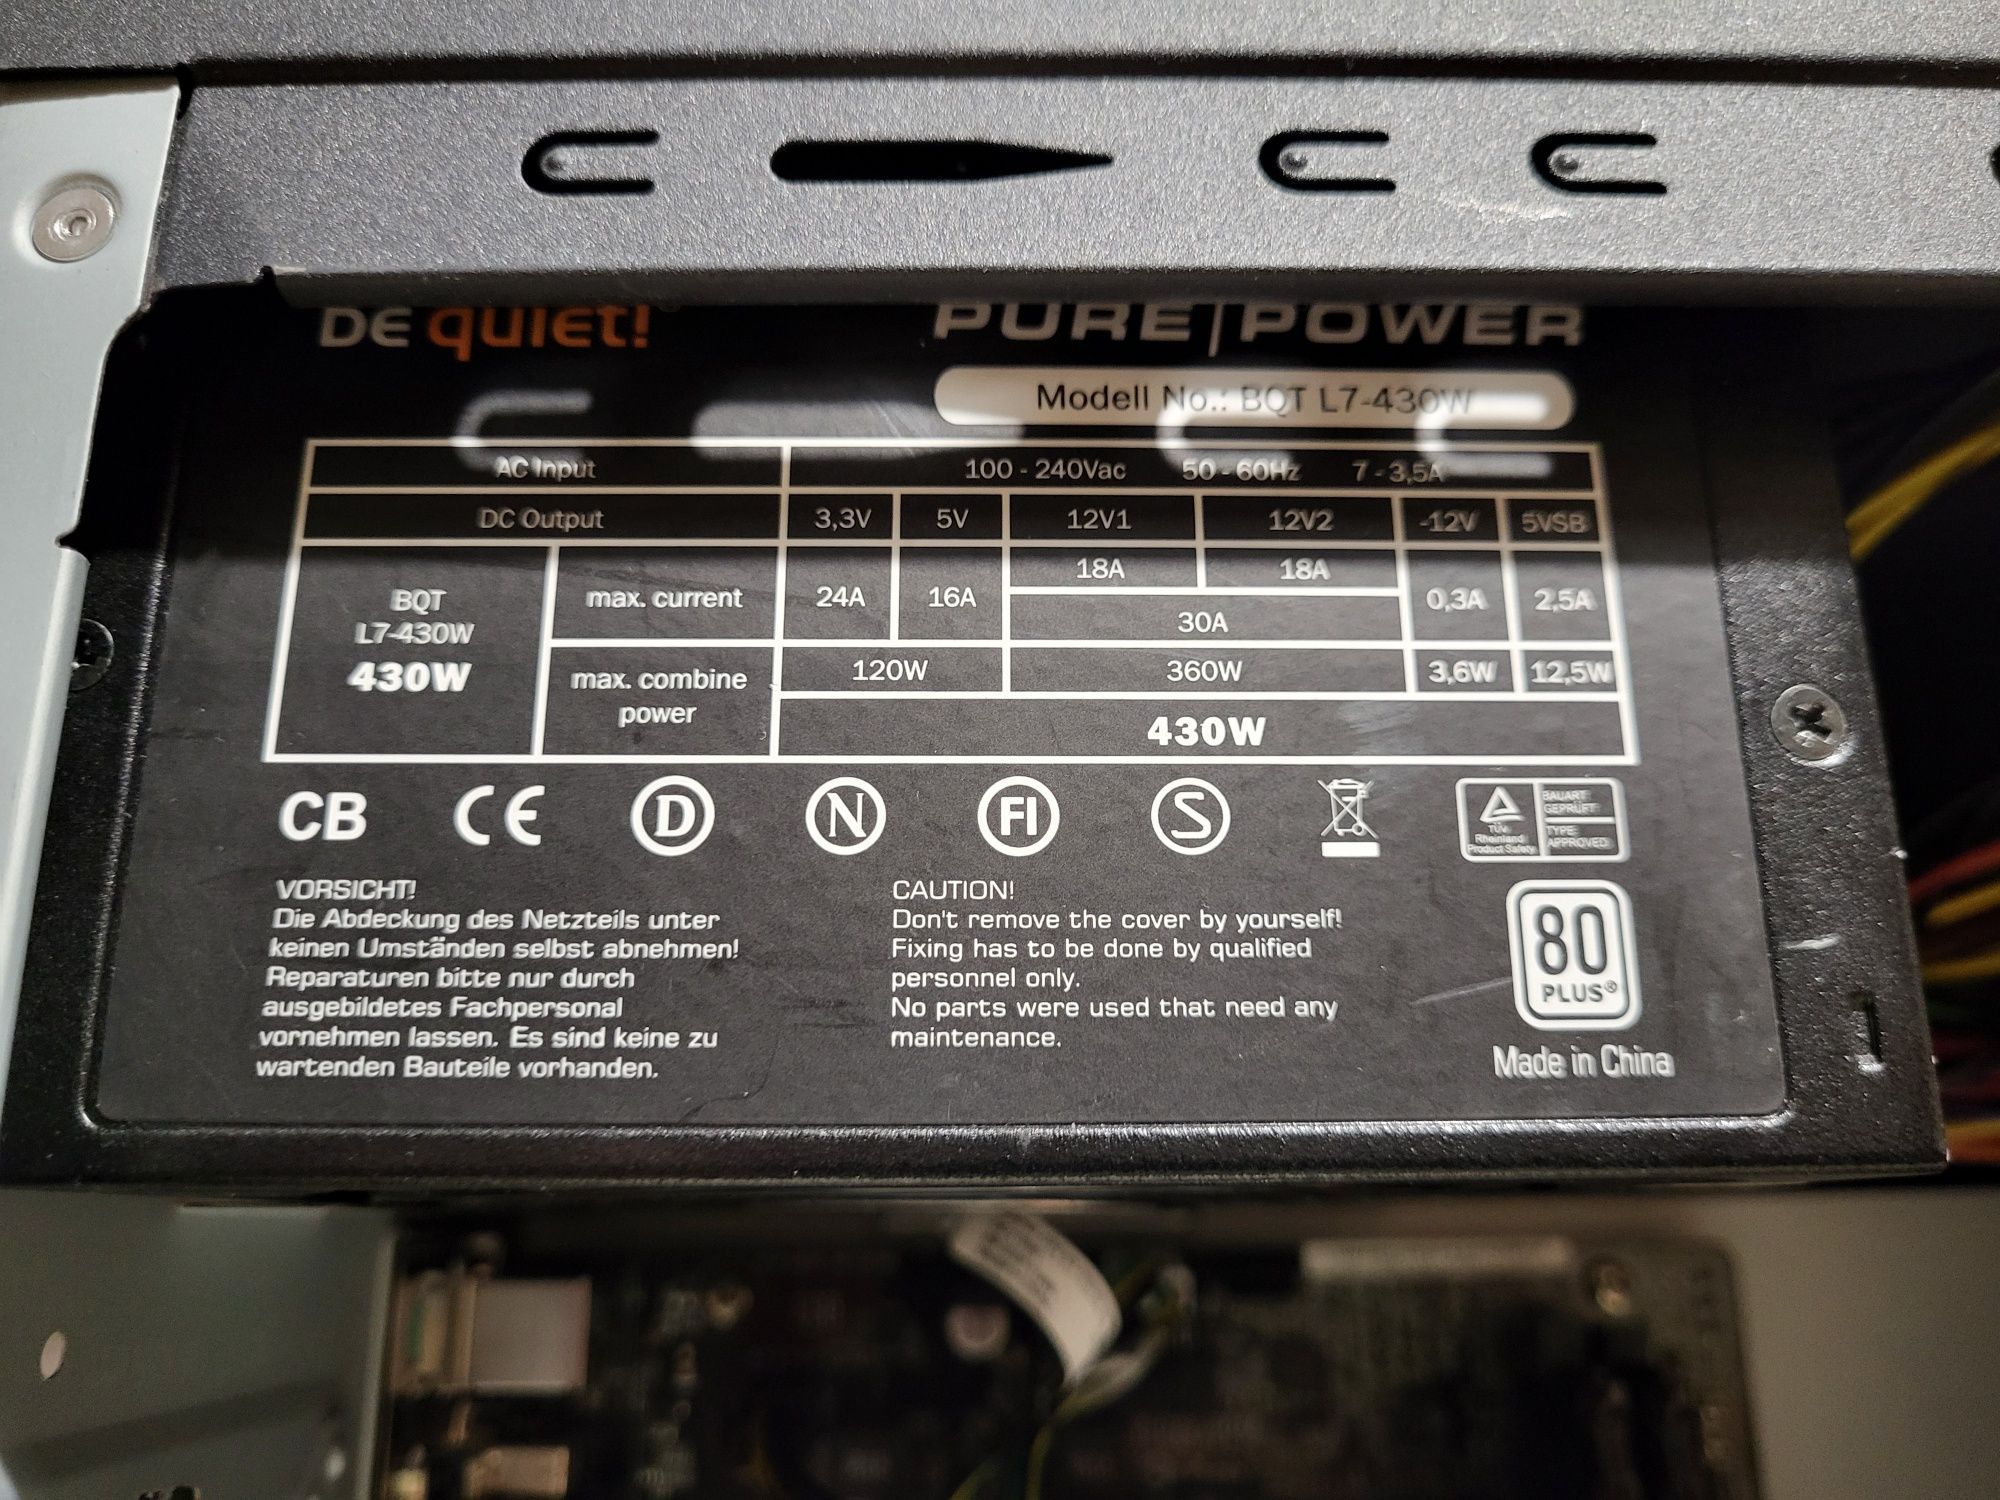 be quiet!
PURE POWER
Modell No.: BQT L7-430W
AC Input 100 - 240Vac 50 - 60Hz 7 - 3,5A
DC Output 3,3V 5V 12V1 12V2 -12V 5VSB
BQT
L7-430W
430W
max. current 24A 16A 18A 18A 0,3A 2,5A
30A
max. combine
power
120W 360W 3,6W 12,5W
430W
CB CE D N FI S
TÜV
Rheinland
Product Safety
BAUART
GEPRÜFT
TYPE
APPROVED
VORSICHT!
Die Abdeckung des Netzteils unter
keinen Umständen selbst abnehmen!
Reparaturen bitte nur durch
ausgebildetes Fachpersonal
vornehmen lassen. Es sind keine zu
wartenden Bauteile vorhanden.
CAUTION!
Don't remove the cover by yourself!
Fixing has to be done by qualified
personnel only.
No parts were used that need any
maintenance.
80
PLUS®
Made in China